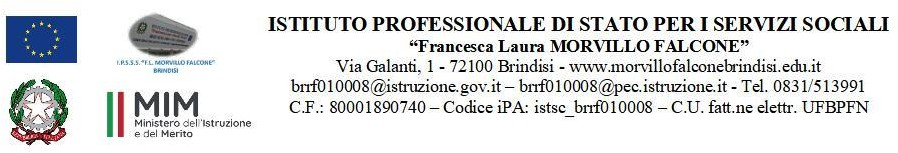 ISTITUTO PROFESSIONALE DI STATO PER I SERVIZI SOCIALI
“Francesca Laura MORVILLO FALCONE”
Via Galanti, 1 - 72100 Brindisi - www.morvillofalconebrindisi.edu.it
brrf010008@istruzione.gov.it – brrf010008@pec.istruzione.it - Tel. 0831/513991
C.F.: 80001890740 – Codice iPA: istsc_brrf010008 – C.U. fatt.ne elettr. UFBPFN
I.P.S.S.S. "F.L. MORVILLO FALCONE"
BRINDISI
MIM
Ministero dell'Istruzione
e del Merito